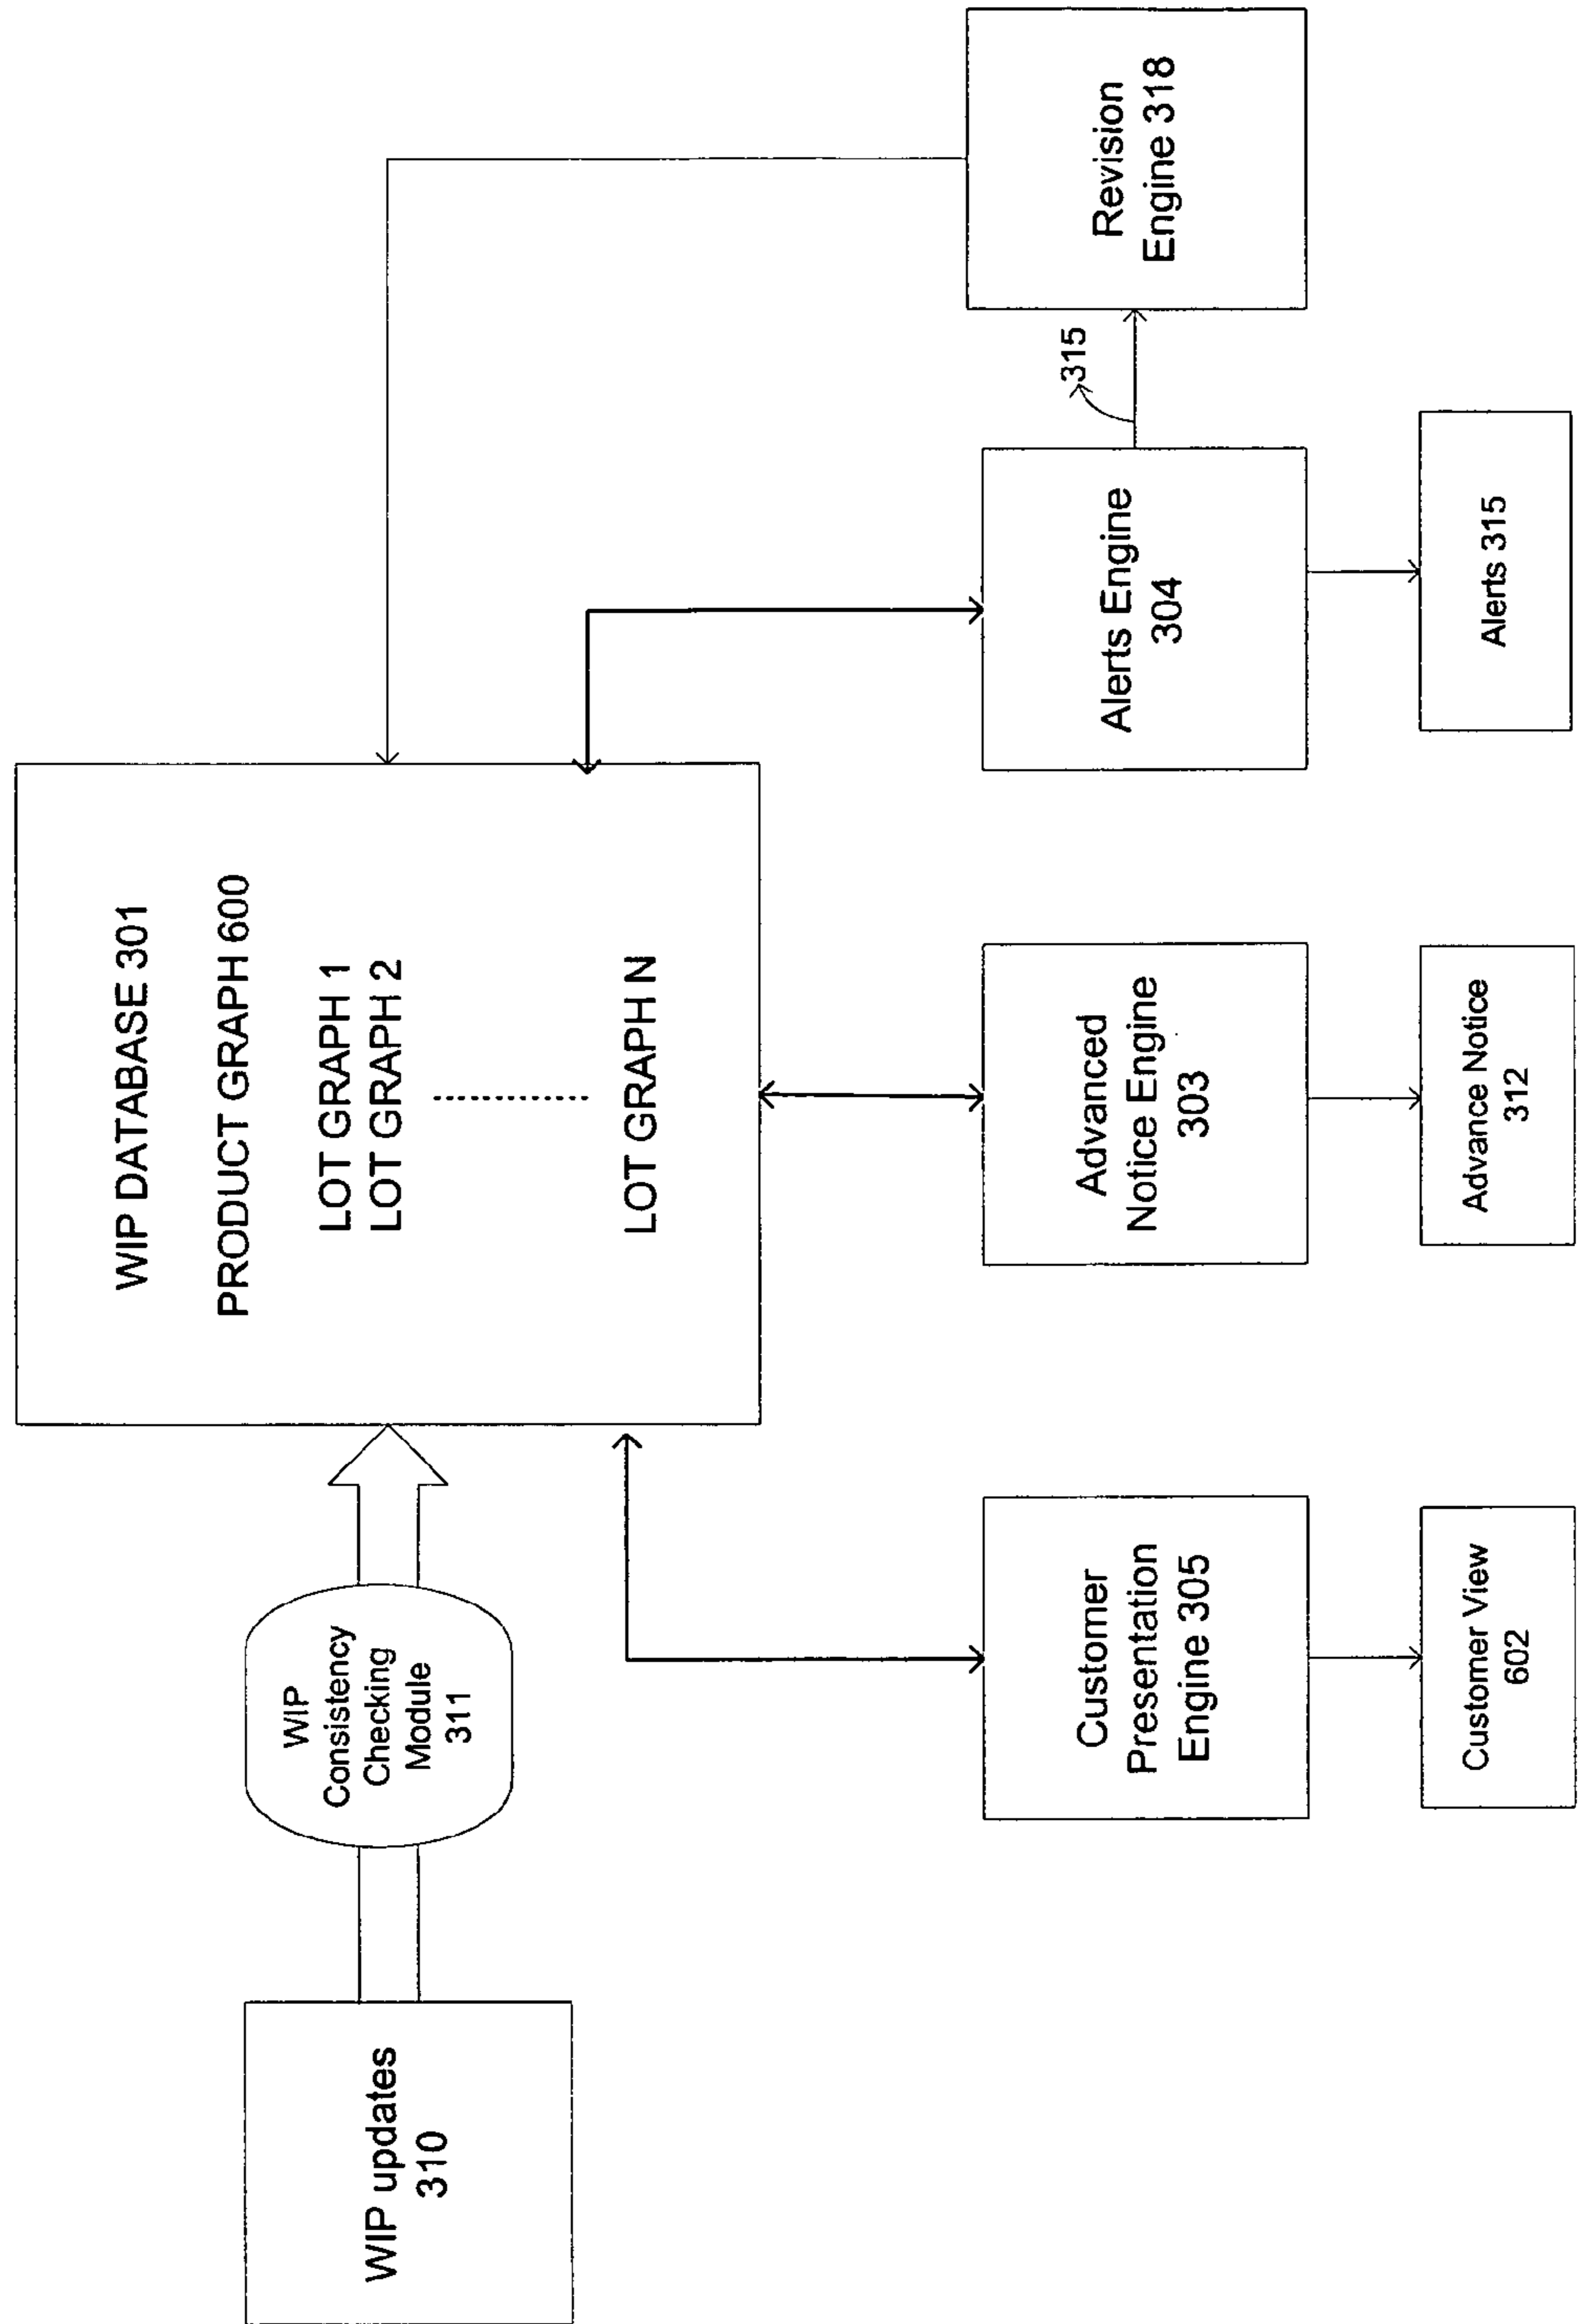 WIP updates
310
WIP
Consistency
Checking
Module
311
WIP DATABASE 301
PRODUCT GRAPH 600
LOT GRAPH 1
LOT GRAPH 2
LOT GRAPH N
Customer
Presentation
Engine 305
Advanced
Notice Engine
303
Alerts Engine
304
315
Revision
Engine 318
Customer View
602
Advance Notice
312
Alerts 315